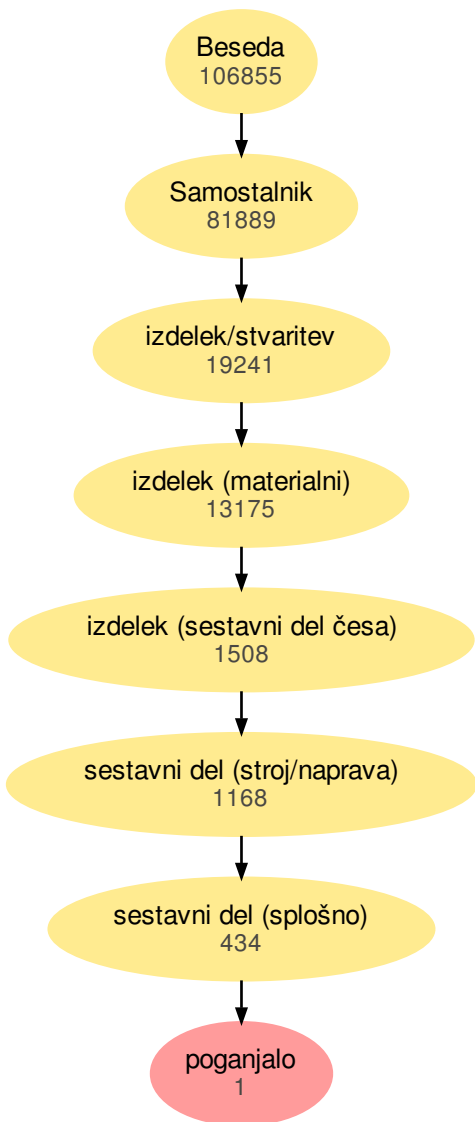 Beseda
106855
Samostalnik
81889
izdelek/stvaritev
19241
izdelek (materialni)
13175
izdelek (sestavni del česa)
1508
sestavni del (stroj/naprava)
1168
sestavni del (splošno)
434
poganjalo
1